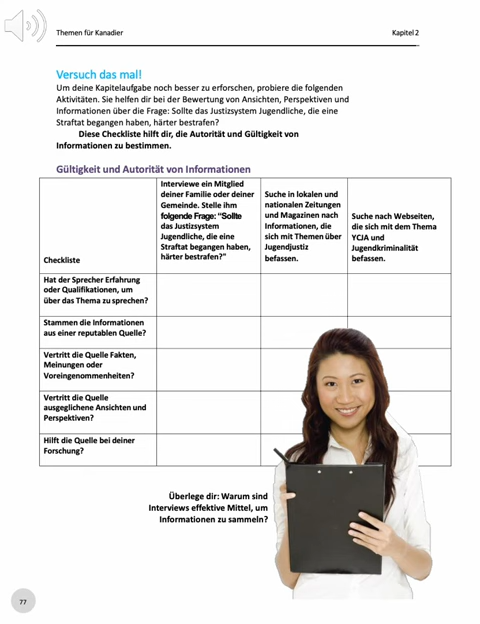 Themen für Kanadier
Kapitel 2
Versuch das mal!
Um deine Kapitelaufgabe noch besser zu erforschen, probiere die folgenden
Aktivitäten. Sie helfen dir bei der Bewertung von Ansichten, Perspektiven und
Informationen über die Frage: Sollte das Justizsystem Jugendliche, die eine
Straftat begangen haben, härter bestrafen?
Diese Checkliste hilft dir, die Autorität und Gültigkeit von
Informationen zu bestimmen.
Gültigkeit und Autorität von Informationen
Checkliste
Interviewe ein Mitglied
deiner Familie oder deiner
Gemeinde. Stelle ihm
folgende Frage: "Sollte
das Justizsystem
Jugendliche, die eine
Straftat begangen haben,
härter bestrafen?"
Suche in lokalen und
nationalen Zeitungen
und Magazinen nach
Informationen, die
sich mit Themen über
Jugendjustiz
befassen.
Suche nach Webseiten,
die sich mit dem Thema
YCJA und
Jugendkriminalität
befassen.
Hat der Sprecher Erfahrung
oder Qualifikationen, um
über das Thema zu sprechen?
Stammen die Informationen
aus einer reputablen Quelle?
Vertritt die Quelle Fakten,
Meinungen oder
Voreingenommenheiten?
Vertritt die Quelle
ausgeglichene Ansichten und
Perspektiven?
Hilft die Quelle bei deiner
Forschung?
Überlege dir: Warum sind
Interviews effektive Mittel, um
Informationen zu sammeln?
77